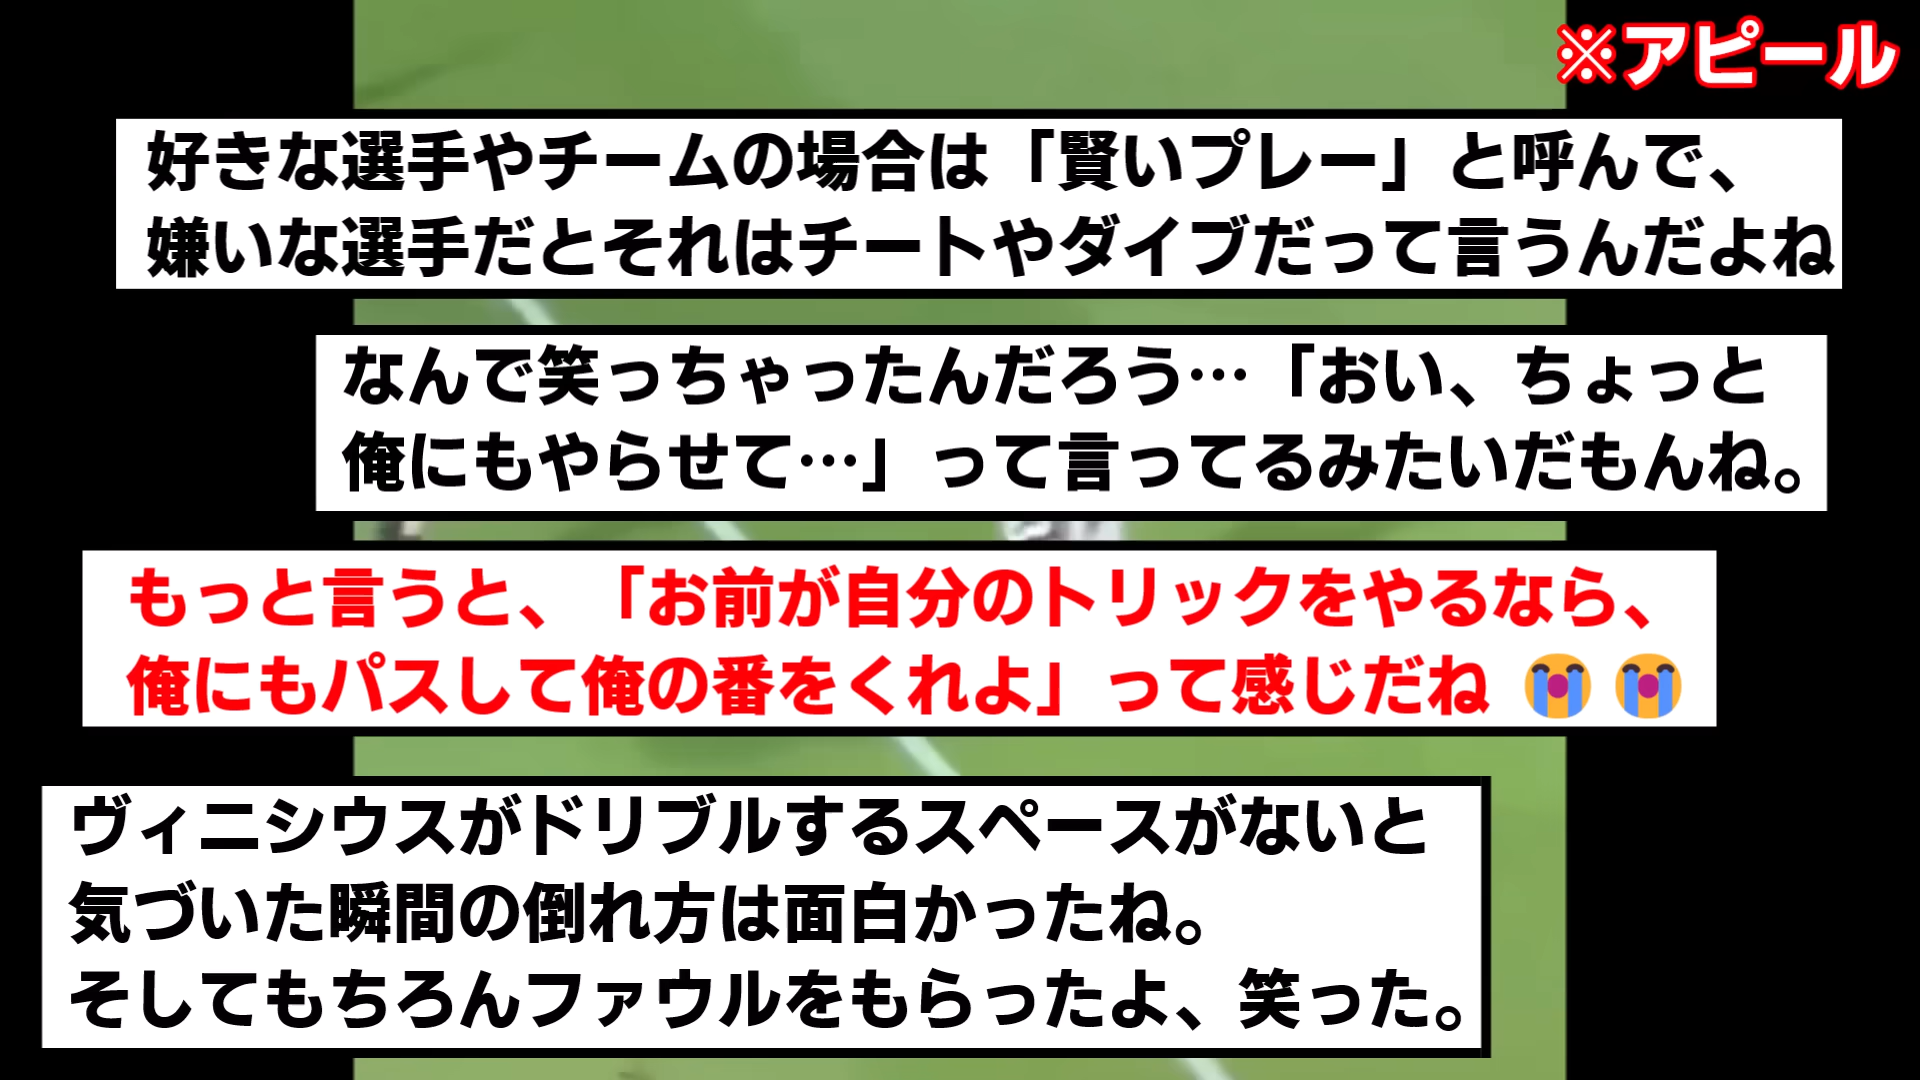 ※アピール
好きな選手やチームの場合は「賢いプレー」と呼んで、
嫌いな選手だとそれはチートやダイブだって言うんだよね
なんで笑っちゃったんだろう…「おい、ちょっと
俺にもやらせて…」って言ってるみたいだもんね。
もっと言うと、「お前が自分のトリックをやるなら、
俺にもパスして俺の番をくれよ」って感じだね 😭😭
ヴィニシウスがドリブルするスペースがないと
気づいた瞬間の倒れ方は面白かったね。
そしてもちろんファウルをもらったよ、笑った。